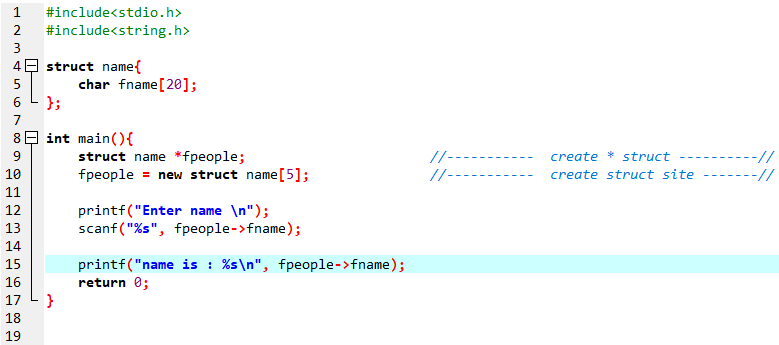 1 #include<stdio.h>
2 #include<string.h>
3
4 struct name{
5     char fname[20];
6 };
7
8 int main(){
9     struct name *fpeople;                       //-----------  create * struct ----------//
10     fpeople = new struct name[5];               //-----------  create struct site -------//
11
12     printf("Enter name \n");
13     scanf("%s", fpeople->fname);
14
15     printf("name is : %s\n", fpeople->fname);
16     return 0;
17 }
18
19